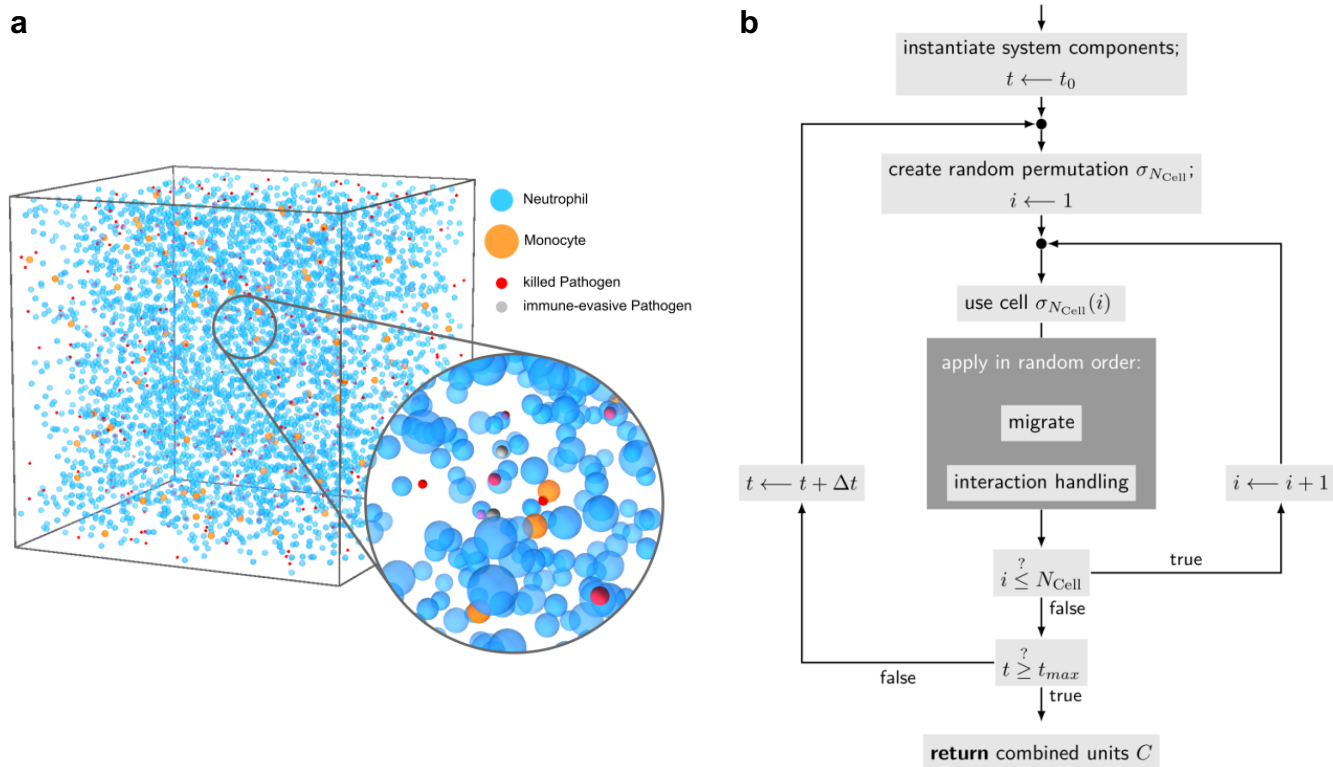 a
Neutrophil
Monocyte
killed Pathogen
immune-evasive Pathogen
b
instantiate system components;
t ⟵ t₀
create random permutation σ_{N_Cell};
i ⟵ 1
use cell σ_{N_Cell}(i)
apply in random order:
migrate
interaction handling
t ⟵ t + Δt
i ⟵ i + 1
?
i ≤ N_Cell
true
false
?
t ≥ t_max
false
true
return combined units C